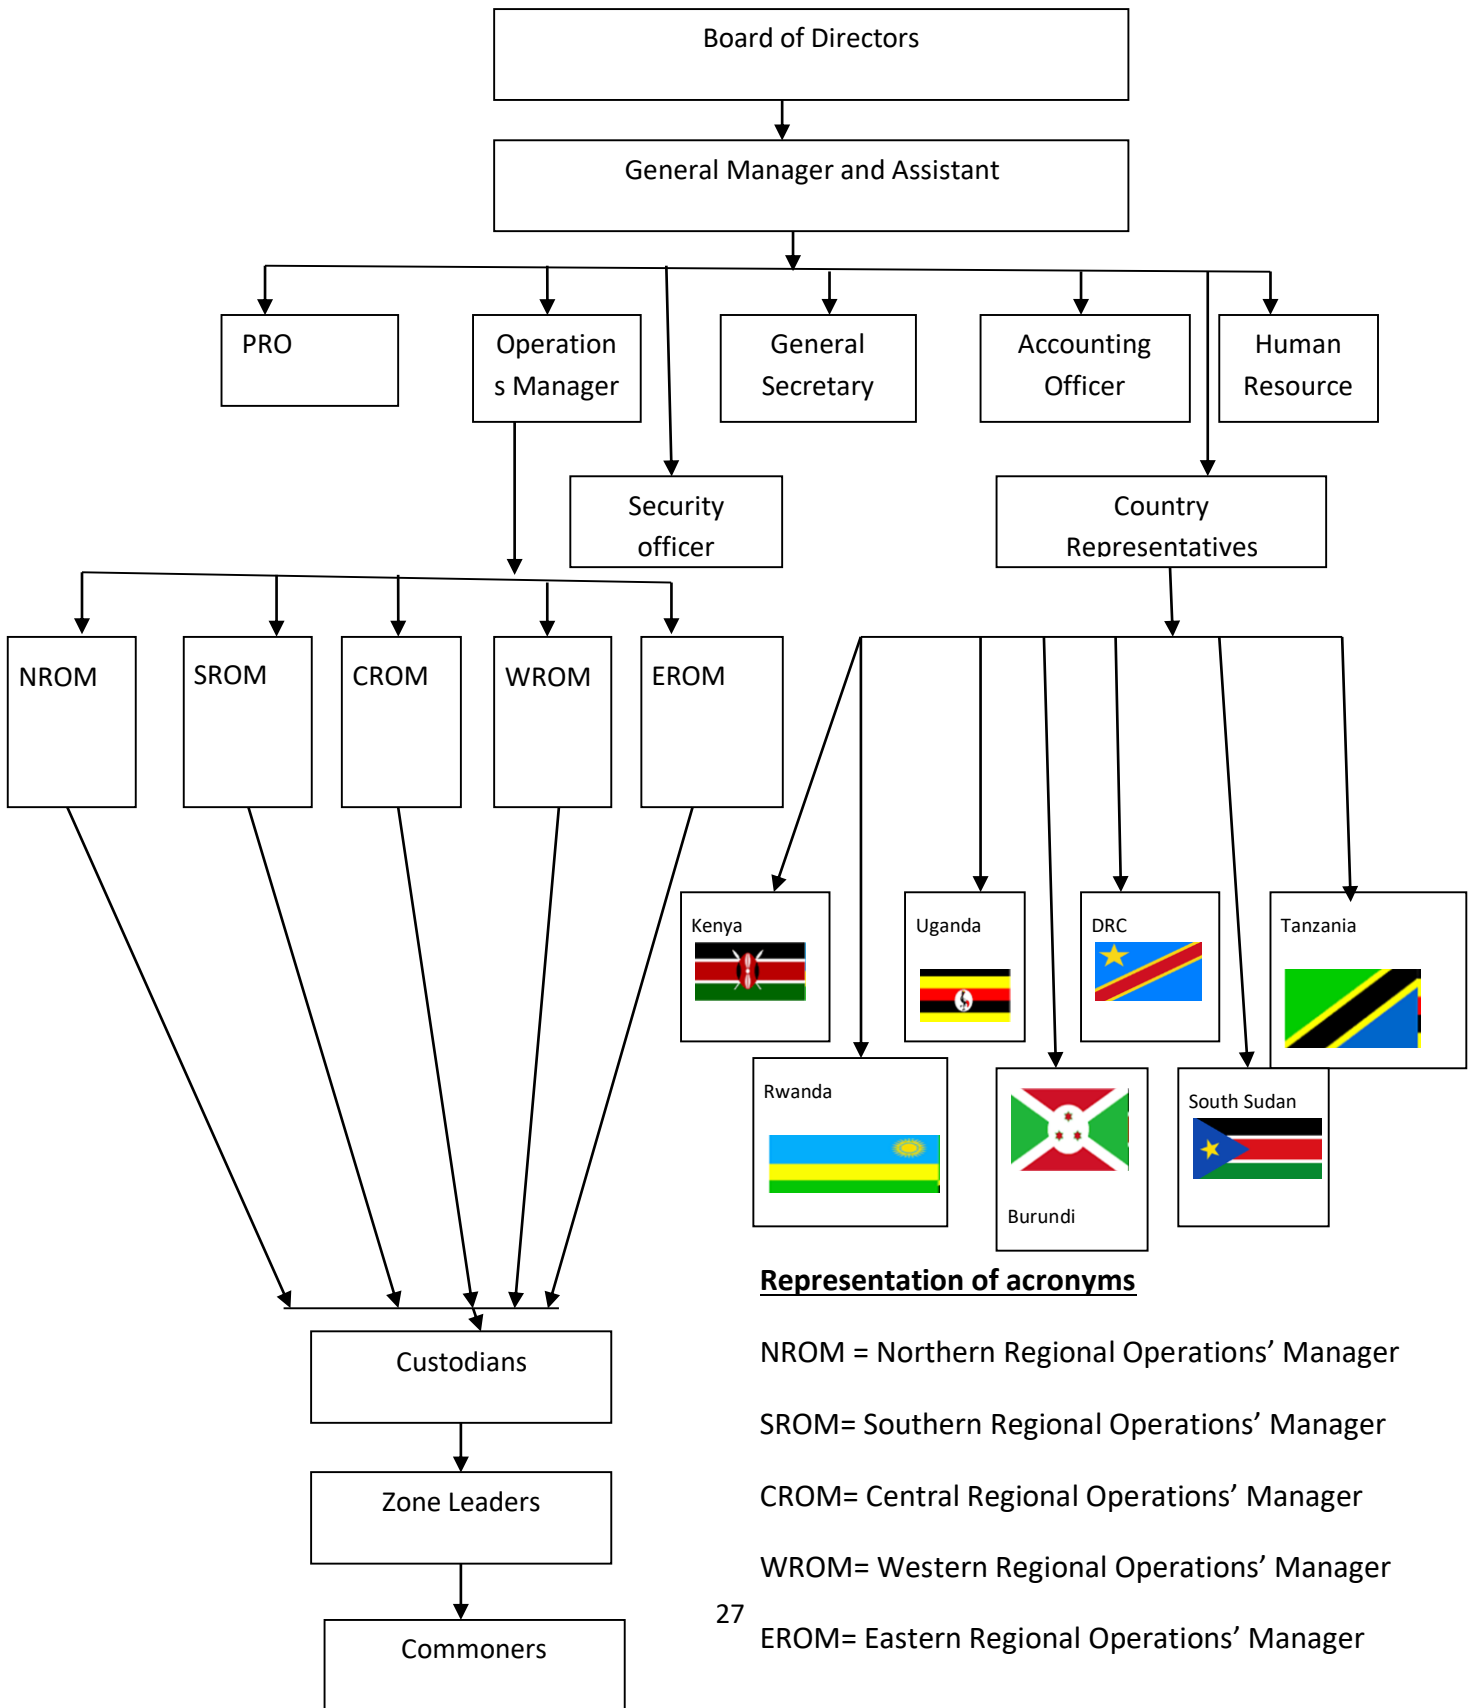 Board of Directors
General Manager and Assistant
PRO
Operation
s Manager
General
Secretary
Accounting
Officer
Human
Resource
Security
officer
Country
Representatives
NROM
SROM
CROM
WROM
EROM
Kenya
Uganda
DRC
Tanzania
Rwanda
Burundi
South Sudan
Representation of acronyms
NROM = Northern Regional Operations’ Manager
SROM= Southern Regional Operations’ Manager
CROM= Central Regional Operations’ Manager
WROM= Western Regional Operations’ Manager
EROM= Eastern Regional Operations’ Manager
Custodians
Zone Leaders
Commoners
27